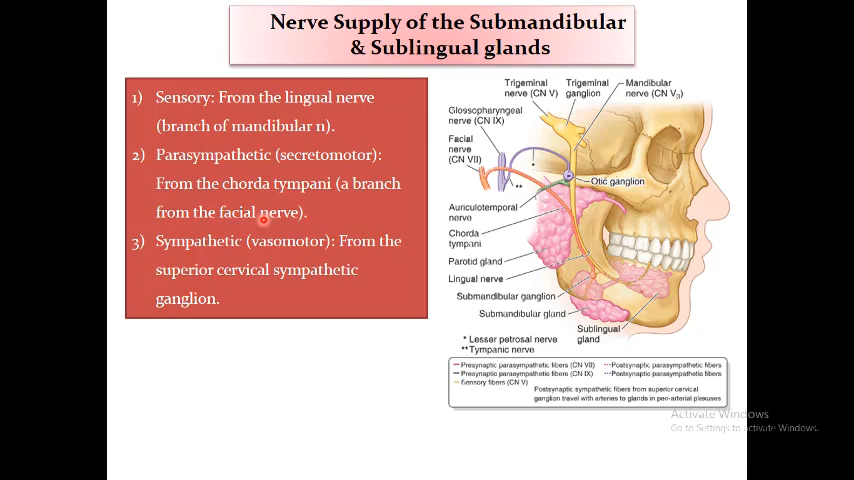 Nerve Supply of the Submandibular
& Sublingual glands
1) Sensory: From the lingual nerve
(branch of mandibular n).
2) Parasympathetic (secretomotor):
From the chorda tympani (a branch
from the facial nerve).
3) Sympathetic (vasomotor): From the
superior cervical sympathetic
ganglion.
Trigeminal
nerve (CN V)
Trigeminal
ganglion
Mandibular
nerve (CN V₃)
Glossopharyngeal
nerve (CN IX)
Facial
nerve
(CN VII)
*
**
Otic ganglion
Auriculotemporal
nerve
Chorda
tympani
Parotid gland
Lingual nerve
Submandibular ganglion
Submandibular gland
Sublingual
gland
* Lesser petrosal nerve
** Tympanic nerve
Presynaptic parasympathetic fibers (CN VII)
Presynaptic parasympathetic fibers (CN IX)
Sensory fibers (CN V)
Postsynaptic parasympathetic fibers
Postsynaptic parasympathetic fibers
Postsynaptic sympathetic fibers from superior cervical
ganglion travel with arteries to glands in peri-arterial plexuses
Activate Windows
Go to Settings to activate Windows.